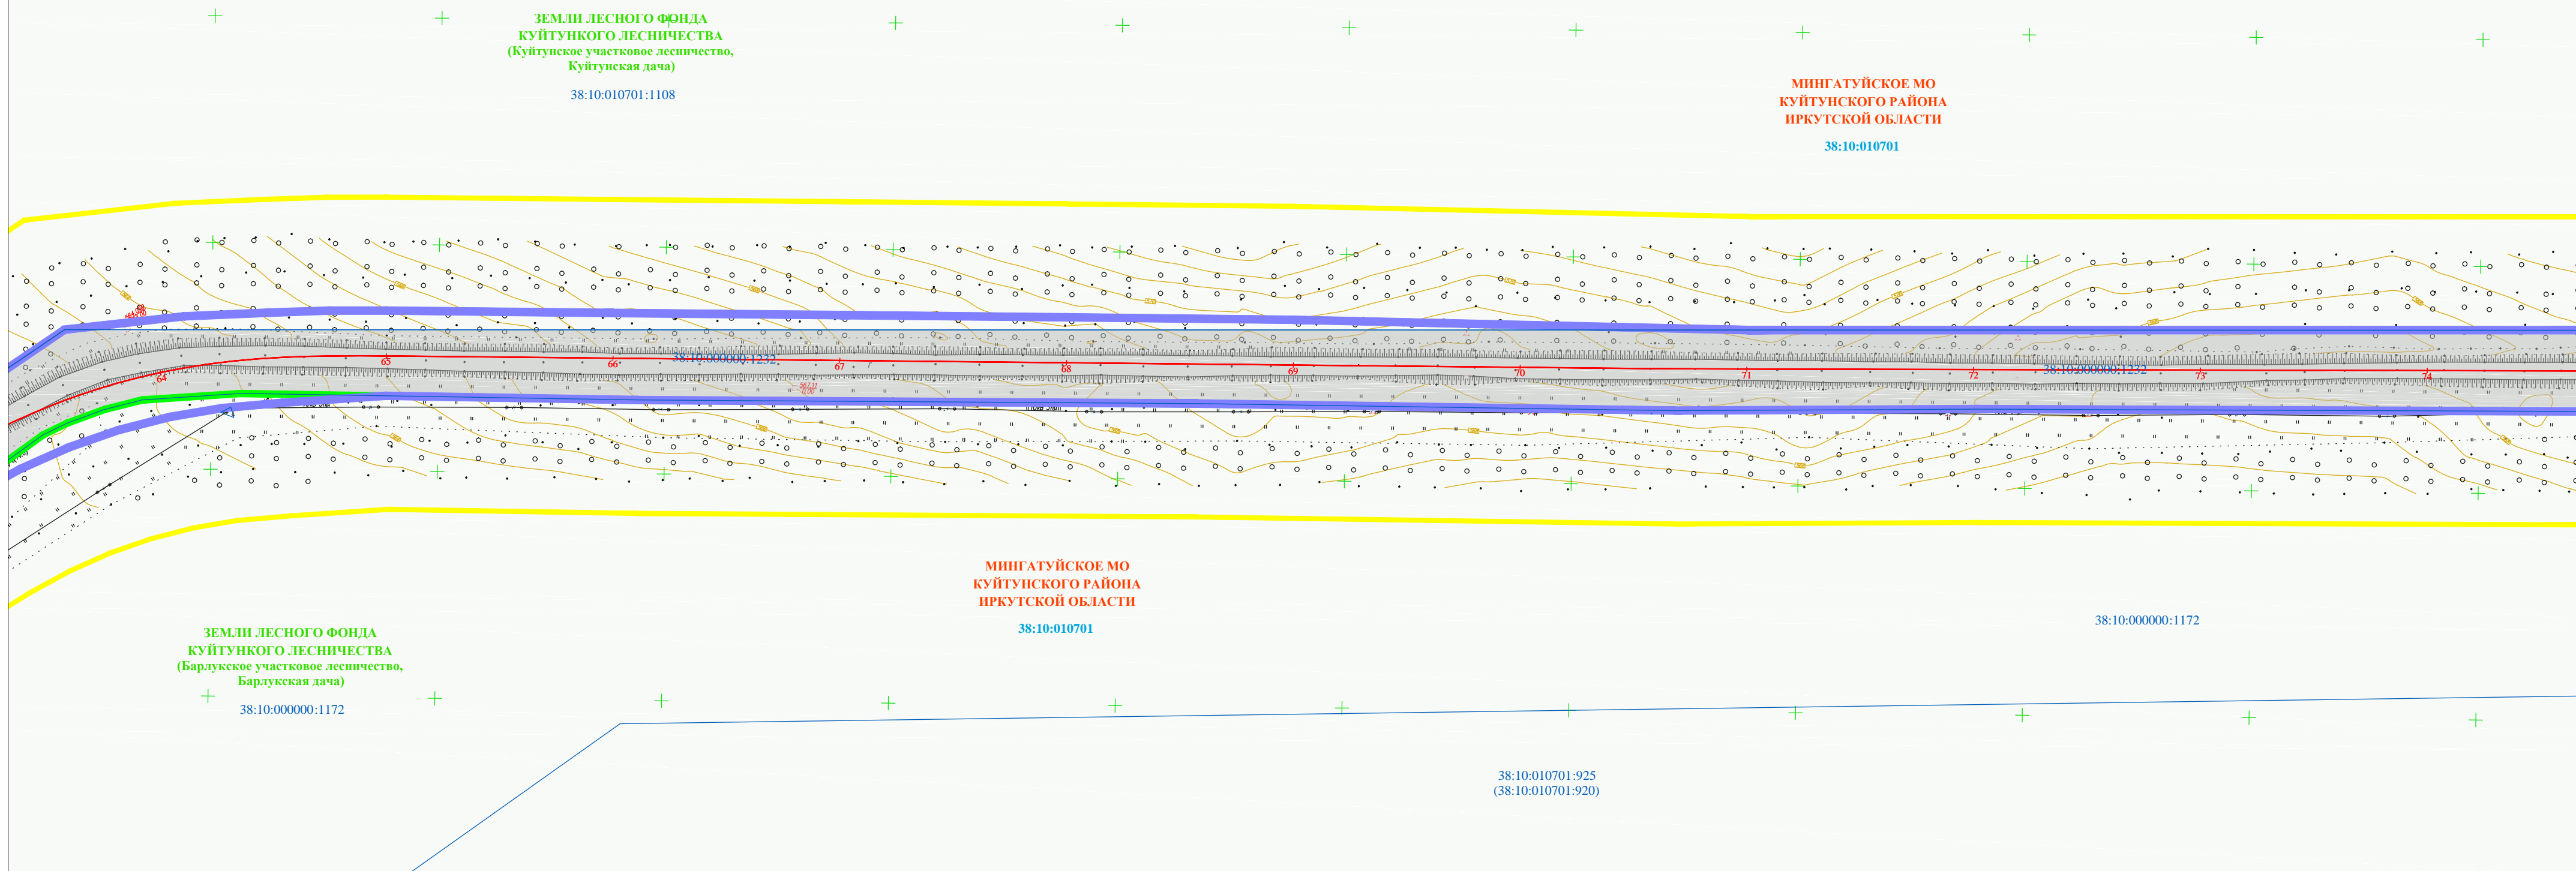 ЗЕМЛИ ЛЕСНОГО ФОНДА
КУЙТУНКОГО ЛЕСНИЧЕСТВА
(Куйтунское участковое лесничество,
Куйтунская дача)
38:10:010701:1108
МИНГАТУЙСКОЕ МО
КУЙТУНСКОГО РАЙОНА
ИРКУТСКОЙ ОБЛАСТИ
38:10:010701
64
65
66
38:10:000000:1232
67
68
69
70
71
72
38:10:000000:1232
73
74
МИНГАТУЙСКОЕ МО
КУЙТУНСКОГО РАЙОНА
ИРКУТСКОЙ ОБЛАСТИ
38:10:010701
38:10:000000:1172
ЗЕМЛИ ЛЕСНОГО ФОНДА
КУЙТУНКОГО ЛЕСНИЧЕСТВА
(Барлукское участковое лесничество,
Барлукская дача)
38:10:000000:1172
38:10:010701:925
(38:10:010701:920)